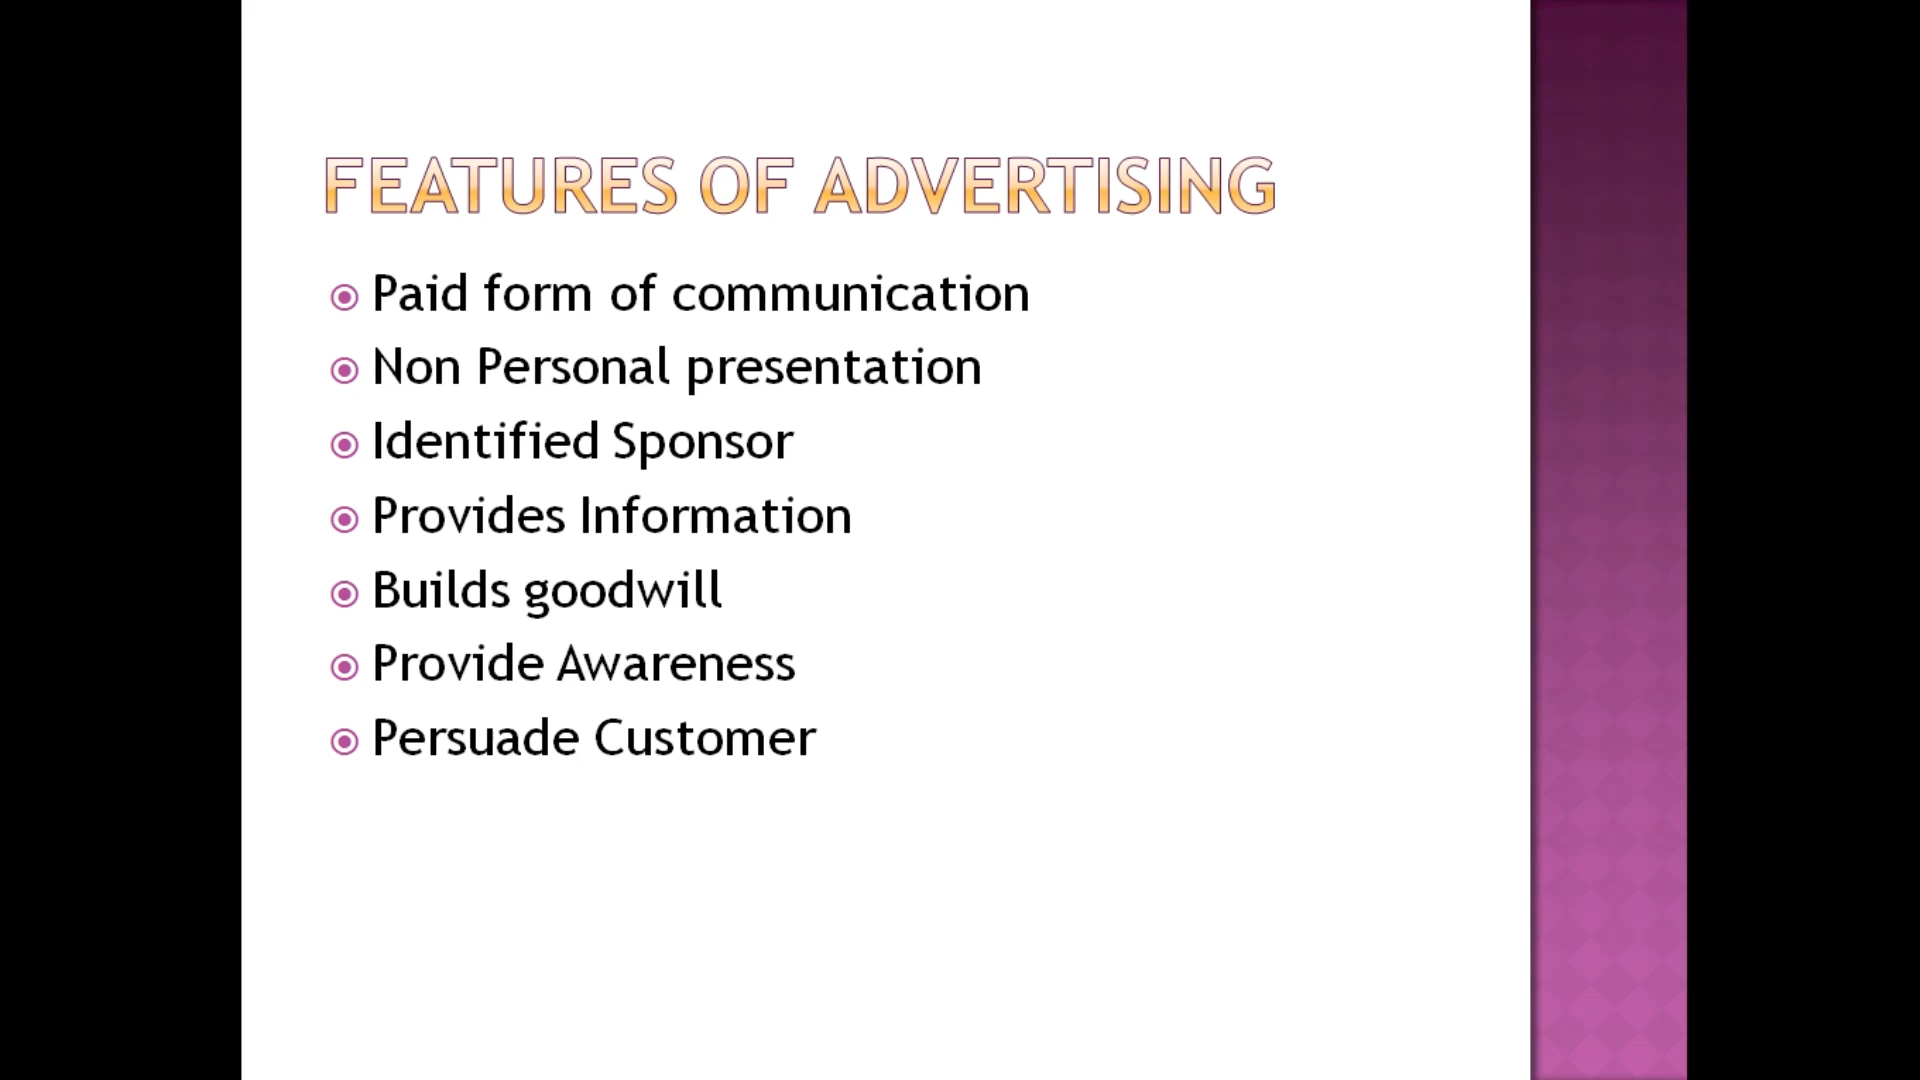 FEATURES OF ADVERTISING
Paid form of communication
Non Personal presentation
Identified Sponsor
Provides Information
Builds goodwill
Provide Awareness
Persuade Customer